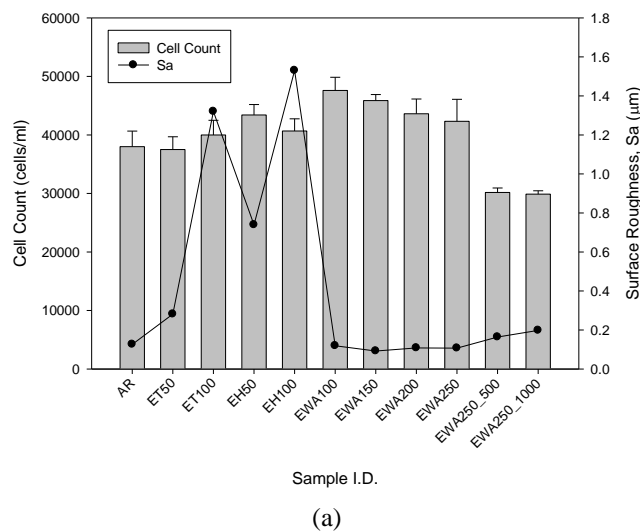 60000
50000
40000
30000
20000
10000
0
Cell Count (cells/ml)
Cell Count
Sa
1.8
1.6
1.4
1.2
1.0
0.8
0.6
0.4
0.2
0.0
Surface Roughness, Sa (μm)
AR
ET50
ET100
EH50
EH100
EWA100
EWA150
EWA200
EWA250
EWA250_500
EWA250_1000
Sample I.D.
(a)